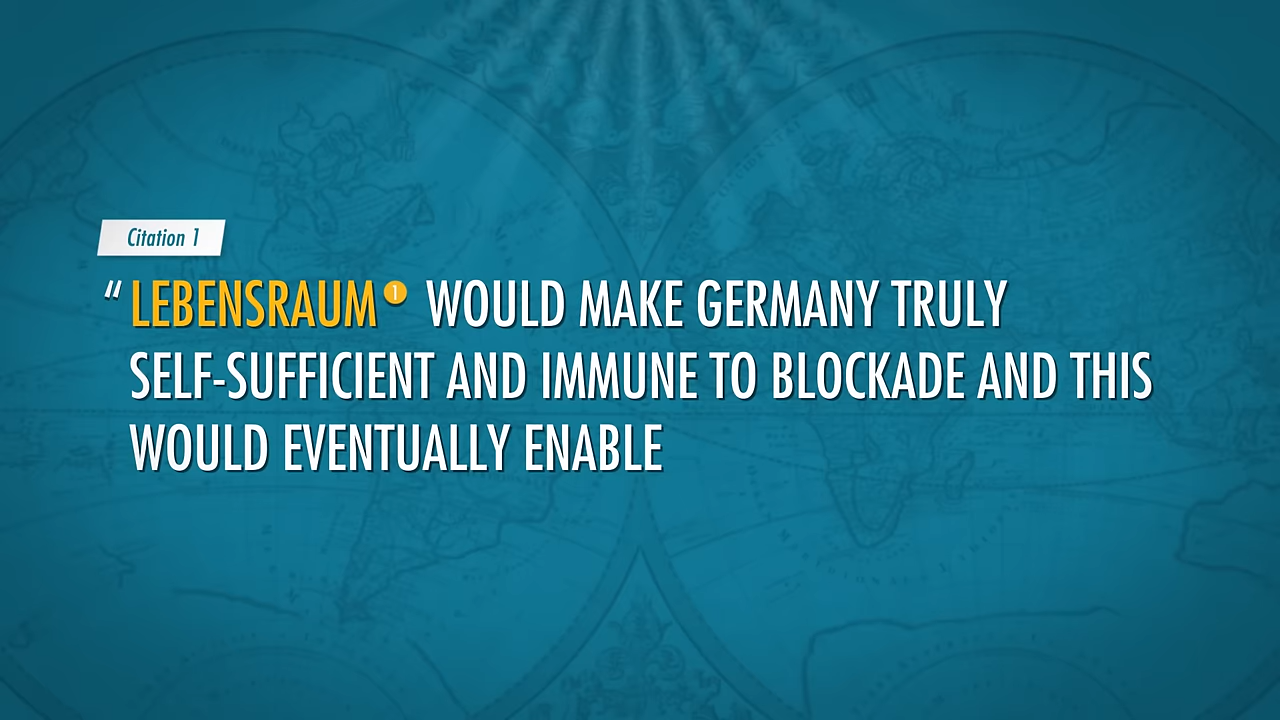 Citation 1
“ LEBENSRAUM 1 WOULD MAKE GERMANY TRULY
SELF-SUFFICIENT AND IMMUNE TO BLOCKADE AND THIS
WOULD EVENTUALLY ENABLE